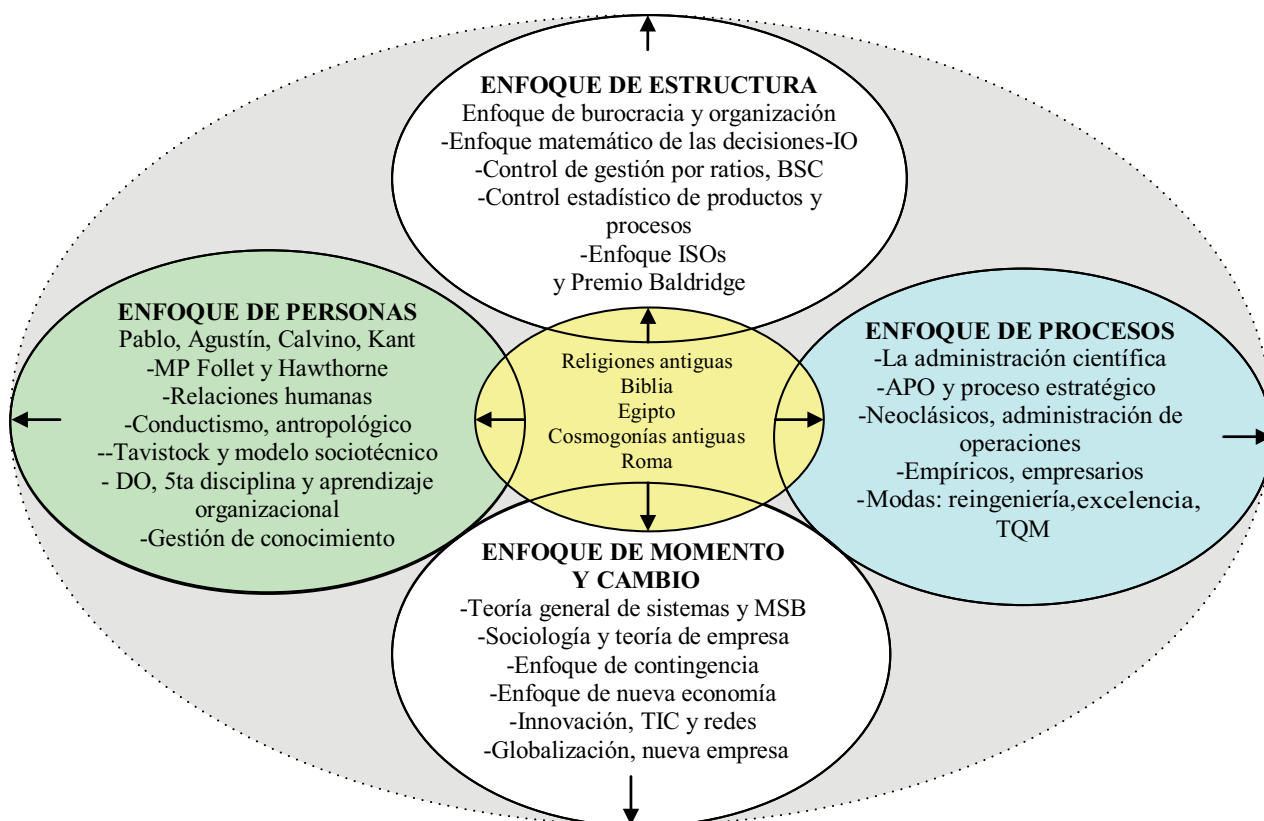 ENFOQUE DE ESTRUCTURA
Enfoque de burocracia y organización
-Enfoque matemático de las decisiones-IO
-Control de gestión por ratios, BSC
-Control estadístico de productos y
procesos
-Enfoque ISOs
y Premio Baldridge
ENFOQUE DE PERSONAS
Pablo, Agustín, Calvino, Kant
-MP Follet y Hawthorne
-Relaciones humanas
-Conductismo, antropológico
--Tavistock y modelo sociotécnico
- DO, 5ta disciplina y aprendizaje
organizacional
-Gestión de conocimiento
Religiones antiguas
Biblia
Egipto
Cosmogonías antiguas
Roma
ENFOQUE DE PROCESOS
-La administración científica
-APO y proceso estratégico
-Neoclásicos, administración de
operaciones
-Empíricos, empresarios
-Modas: reingeniería,excelencia,
TQM
ENFOQUE DE MOMENTO
Y CAMBIO
-Teoría general de sistemas y MSB
-Sociología y teoría de empresa
-Enfoque de contingencia
-Enfoque de nueva economía
-Innovación, TIC y redes
-Globalización, nueva empresa